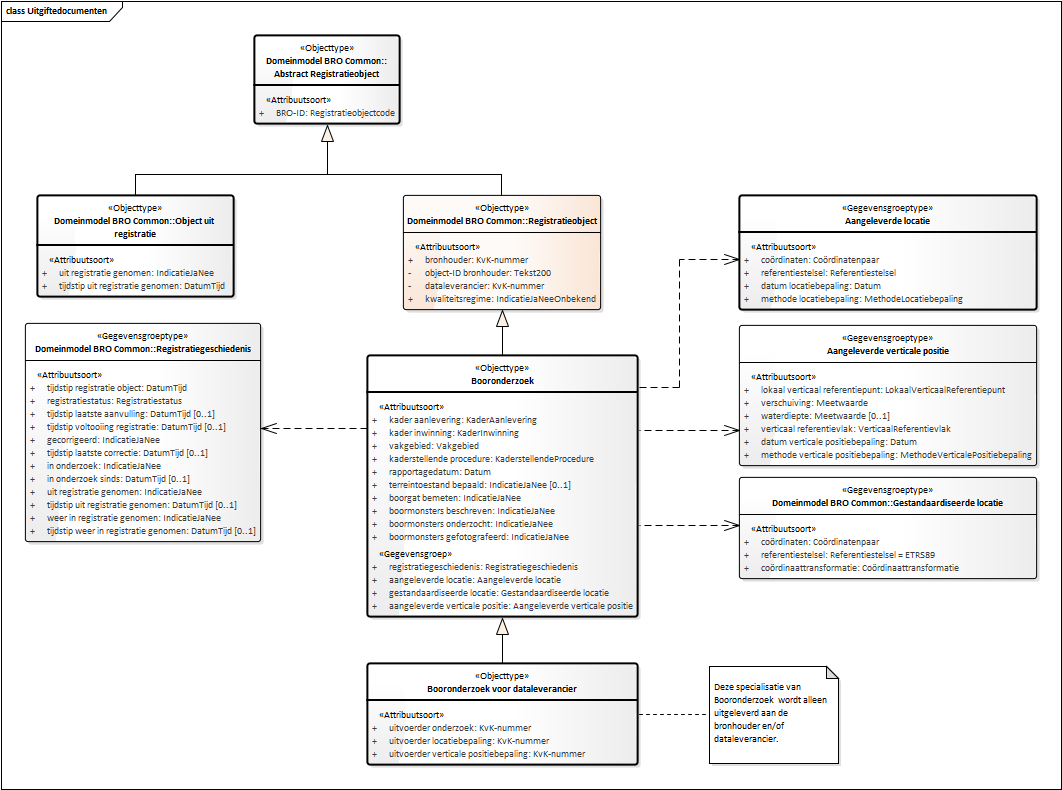 class Uitgiftedocumenten
«Objecttype»
Domeinmodel BRO Common::
Abstract Registratieobject
«Attribuutsoort»
+ BRO-ID: Registratieobjectcode
«Objecttype»
Domeinmodel BRO Common::Object uit
registratie
«Attribuutsoort»
+ uit registratie genomen: IndicatieJaNee
+ tijdstip uit registratie genomen: DatumTijd
«Objecttype»
Domeinmodel BRO Common::Registratieobject
«Attribuutsoort»
+ bronhouder: KvK-nummer
- object-ID bronhouder: Tekst200
- dataleverancier: KvK-nummer
+ kwaliteitsregime: IndicatieJaNeeOnbekend
«Gegevensgroeptype»
Aangeleverde locatie
«Attribuutsoort»
+ coördinaten: Coördinatenpaar
+ referentiestelsel: Referentiestelsel
+ datum locatiebepaling: Datum
+ methode locatiebepaling: MethodeLocatiebepaling
«Gegevensgroeptype»
Domeinmodel BRO Common::Registratiegeschiedenis
«Attribuutsoort»
+ tijdstip registratie object: DatumTijd
+ registratiestatus: Registratiestatus
+ tijdstip laatste aanvulling: DatumTijd [0..1]
+ tijdstip voltooiing registratie: DatumTijd [0..1]
+ gecorrigeerd: IndicatieJaNee
+ tijdstip laatste correctie: DatumTijd [0..1]
+ in onderzoek: IndicatieJaNee
+ in onderzoek sinds: DatumTijd [0..1]
+ uit registratie genomen: IndicatieJaNee
+ tijdstip uit registratie genomen: DatumTijd [0..1]
+ weer in registratie genomen: IndicatieJaNee
+ tijdstip weer in registratie genomen: DatumTijd [0..1]
«Objecttype»
Booronderzoek
«Attribuutsoort»
+ kader aanlevering: KaderAanlevering
+ kader inwinning: KaderInwinning
+ vakgebied: Vakgebied
+ kaderstellende procedure: KaderstellendeProcedure
+ rapportagedatum: Datum
+ terreintoestand bepaald: IndicatieJaNee [0..1]
+ boorgat bemeten: IndicatieJaNee
+ boormonsters beschreven: IndicatieJaNee
+ boormonsters onderzocht: IndicatieJaNee
+ boormonsters gefotografeerd: IndicatieJaNee
«Gegevensgroep»
+ registratiegeschiedenis: Registratiegeschiedenis
+ aangeleverde locatie: Aangeleverde locatie
+ gestandaardiseerde locatie: Gestandaardiseerde locatie
+ aangeleverde verticale positie: Aangeleverde verticale positie
«Gegevensgroeptype»
Aangeleverde verticale positie
«Attribuutsoort»
+ lokaal verticaal referentiepunt: LokaalVerticaalReferentiepunt
+ verschuiving: Meetwaarde
+ waterdiepte: Meetwaarde [0..1]
+ verticaal referentievlak: VerticaalReferentievlak
+ datum verticale positiebepaling: Datum
+ methode verticale positiebepaling: MethodeVerticalePositiebepaling
«Gegevensgroeptype»
Domeinmodel BRO Common::Gestandaardiseerde locatie
«Attribuutsoort»
+ coördinaten: Coördinatenpaar
+ referentiestelsel: Referentiestelsel = ETRS89
+ coördinaattransformatie: Coördinaattransformatie
«Objecttype»
Booronderzoek voor dataleverancier
«Attribuutsoort»
+ uitvoerder onderzoek: KvK-nummer
+ uitvoerder locatiebepaling: KvK-nummer
+ uitvoerder verticale positiebepaling: KvK-nummer
Deze specialisatie van
Booronderzoek wordt alleen
uitgeleverd aan de
bronhouder en/of
dataleverancier.